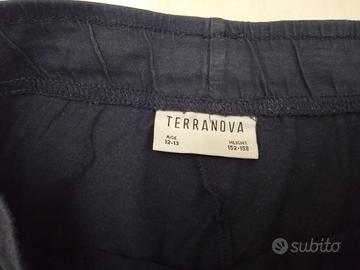 TERRANOVA
AGE HEIGHT
12-13 152-158
subito